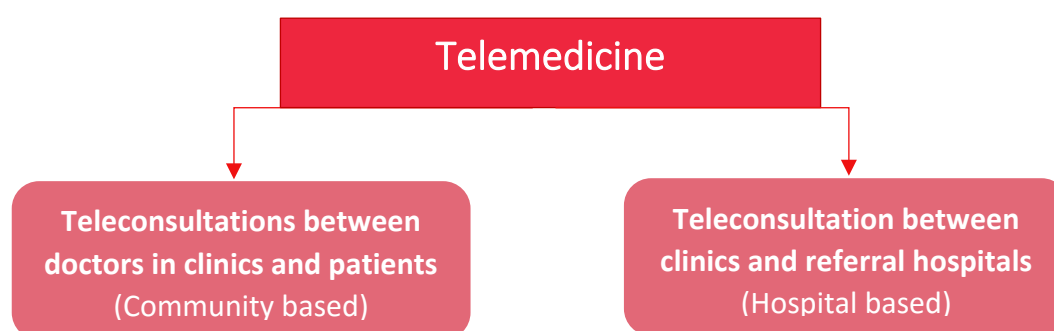 Telemedicine
Teleconsultations between
doctors in clinics and patients
(Community based)
Teleconsultation between
clinics and referral hospitals
(Hospital based)